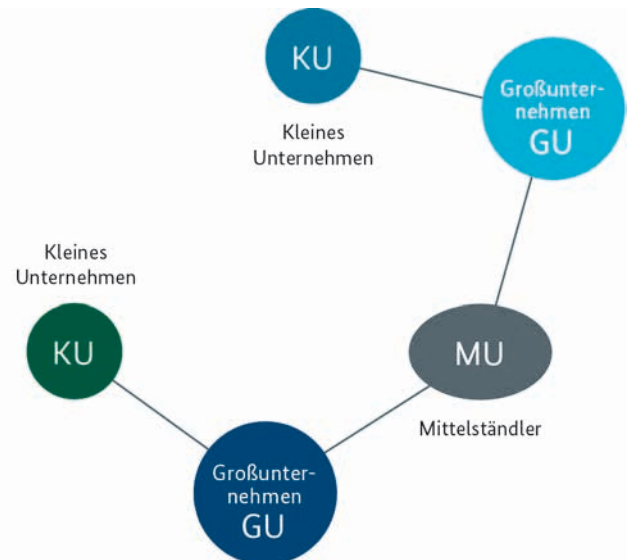 KU
Kleines
Unternehmen
Großunter-
nehmen
GU
Kleines
Unternehmen
KU
MU
Mittelständler
Großunter-
nehmen
GU